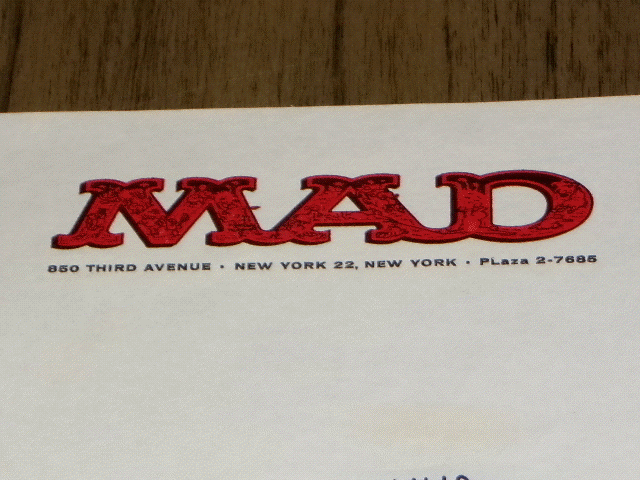 MAD
850 THIRD AVENUE · NEW YORK 22, NEW YORK · PLaza 2-7685